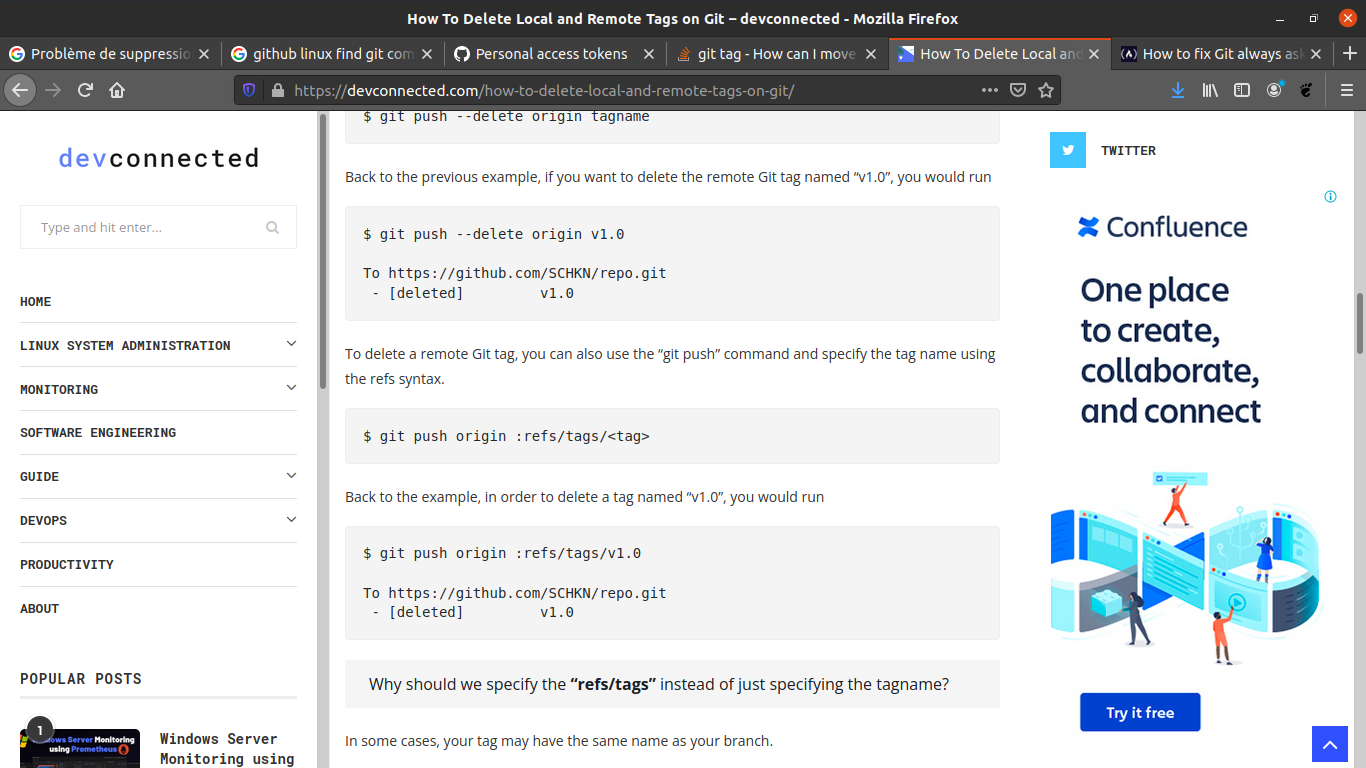 How To Delete Local and Remote Tags on Git – devconnected - Mozilla Firefox
Problème de suppressio
github linux find git com
Personal access tokens
git tag - How can I move
How To Delete Local and
How to fix Git always ask
https://devconnected.com/how-to-delete-local-and-remote-tags-on-git/
devconnected
Type and hit enter...
HOME
LINUX SYSTEM ADMINISTRATION
MONITORING
SOFTWARE ENGINEERING
GUIDE
DEVOPS
PRODUCTIVITY
ABOUT
POPULAR POSTS
1
Windows Server Monitoring
using Prometheus
Windows Server
Monitoring using
$ git push --delete origin tagname
Back to the previous example, if you want to delete the remote Git tag named “v1.0”, you would run
$ git push --delete origin v1.0
To https://github.com/SCHKN/repo.git
- [deleted] v1.0
To delete a remote Git tag, you can also use the “git push” command and specify the tag name using
the refs syntax.
$ git push origin :refs/tags/<tag>
Back to the example, in order to delete a tag named “v1.0”, you would run
$ git push origin :refs/tags/v1.0
To https://github.com/SCHKN/repo.git
- [deleted] v1.0
Why should we specify the “refs/tags” instead of just specifying the tagname?
In some cases, your tag may have the same name as your branch.
TWITTER
Confluence
One place
to create,
collaborate,
and connect
Try it free